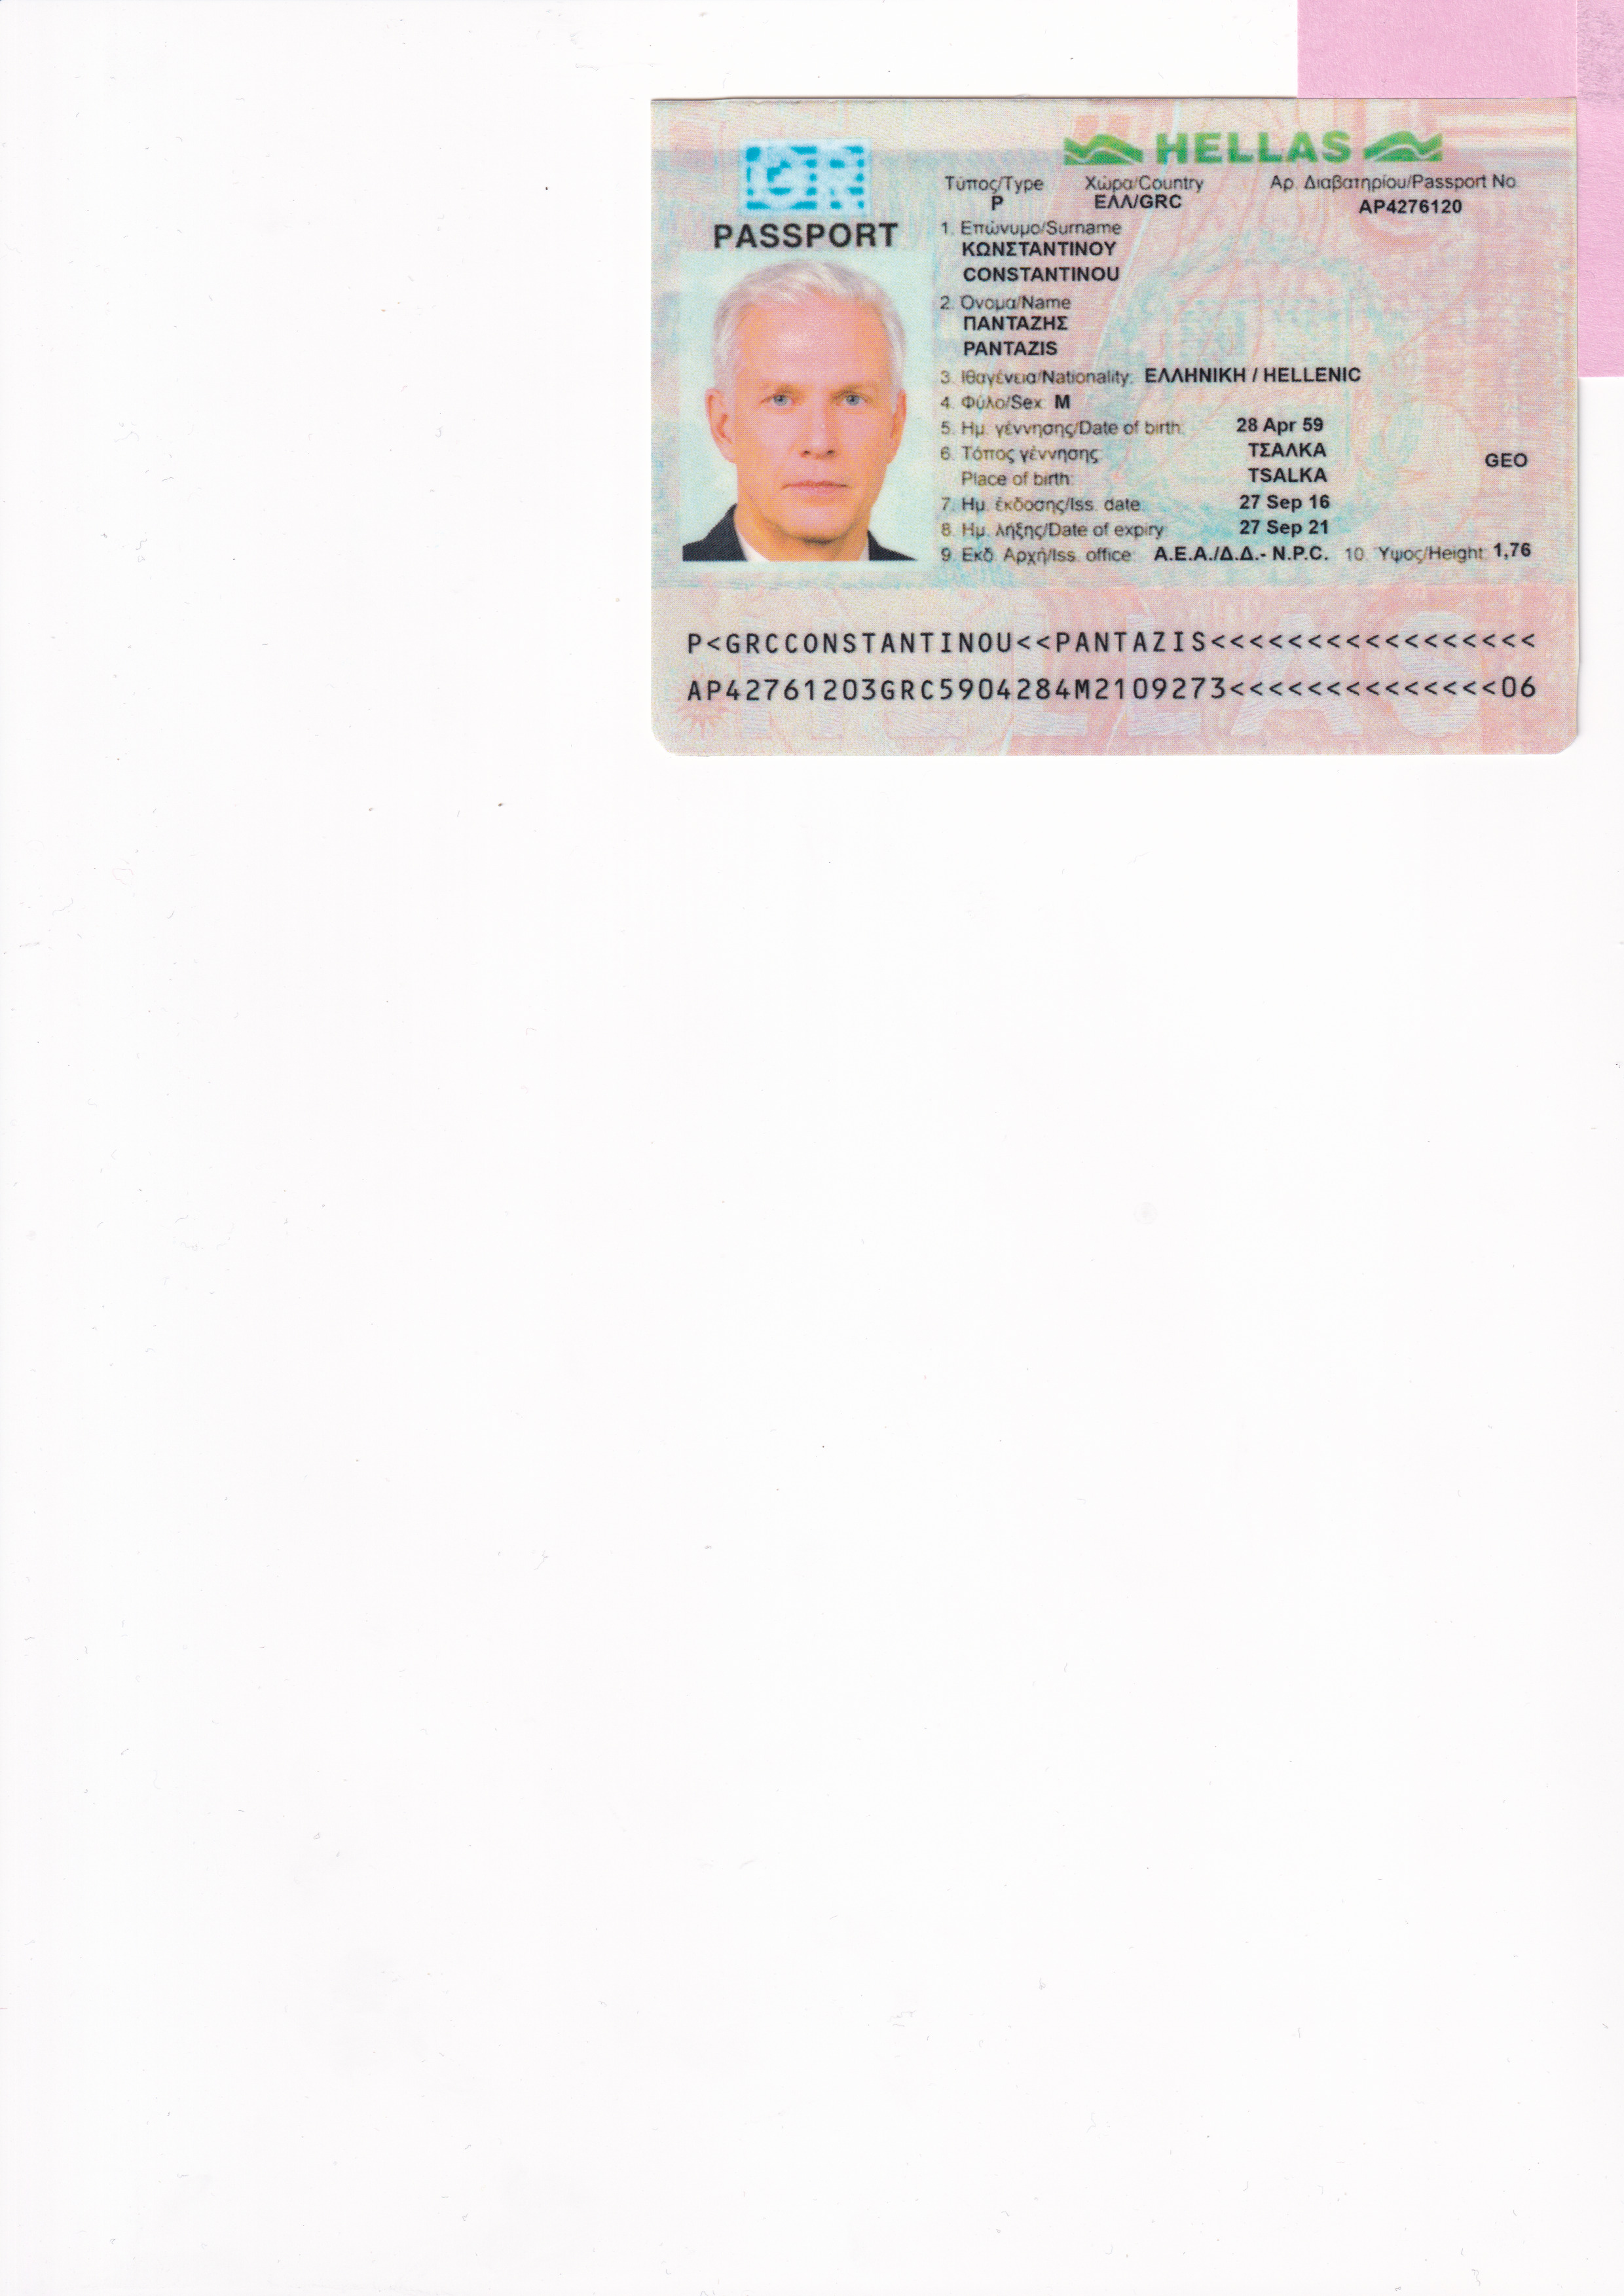 GR
PASSPORT
HELLAS
Τύπος/Type Χώρα/Country Αρ. Διαβατηρίου/Passport No
P ΕΛΛ/GRC AP4276120
1. Επώνυμο/Surname
ΚΩΝΣΤΑΝΤΙΝΟΥ
CONSTANTINOU
2. Όνομα/Name
ΠΑΝΤΑΖΗΣ
PANTAZIS
3. Ιθαγένεια/Nationality: ΕΛΛΗΝΙΚΗ / HELLENIC
4. Φύλο/Sex: M
5. Ημ. γέννησης/Date of birth: 28 Apr 59
6. Τόπος γέννησης: ΤΣΑΛΚΑ
Place of birth: TSALKA GEO
7. Ημ. έκδοσης/Iss. date: 27 Sep 16
8. Ημ. λήξης/Date of expiry: 27 Sep 21
9. Εκδ. Αρχή/Iss. office: Α.Ε.Α./Δ.Δ.- N.P.C. 10. Ύψος/Height: 1,76
P<GRCCONSTANTINOU<<PANTAZIS<<<<<<<<<<<<<<<<<
AP42761203GRC5904284M2109273<<<<<<<<<<<<<<06
HELLAS